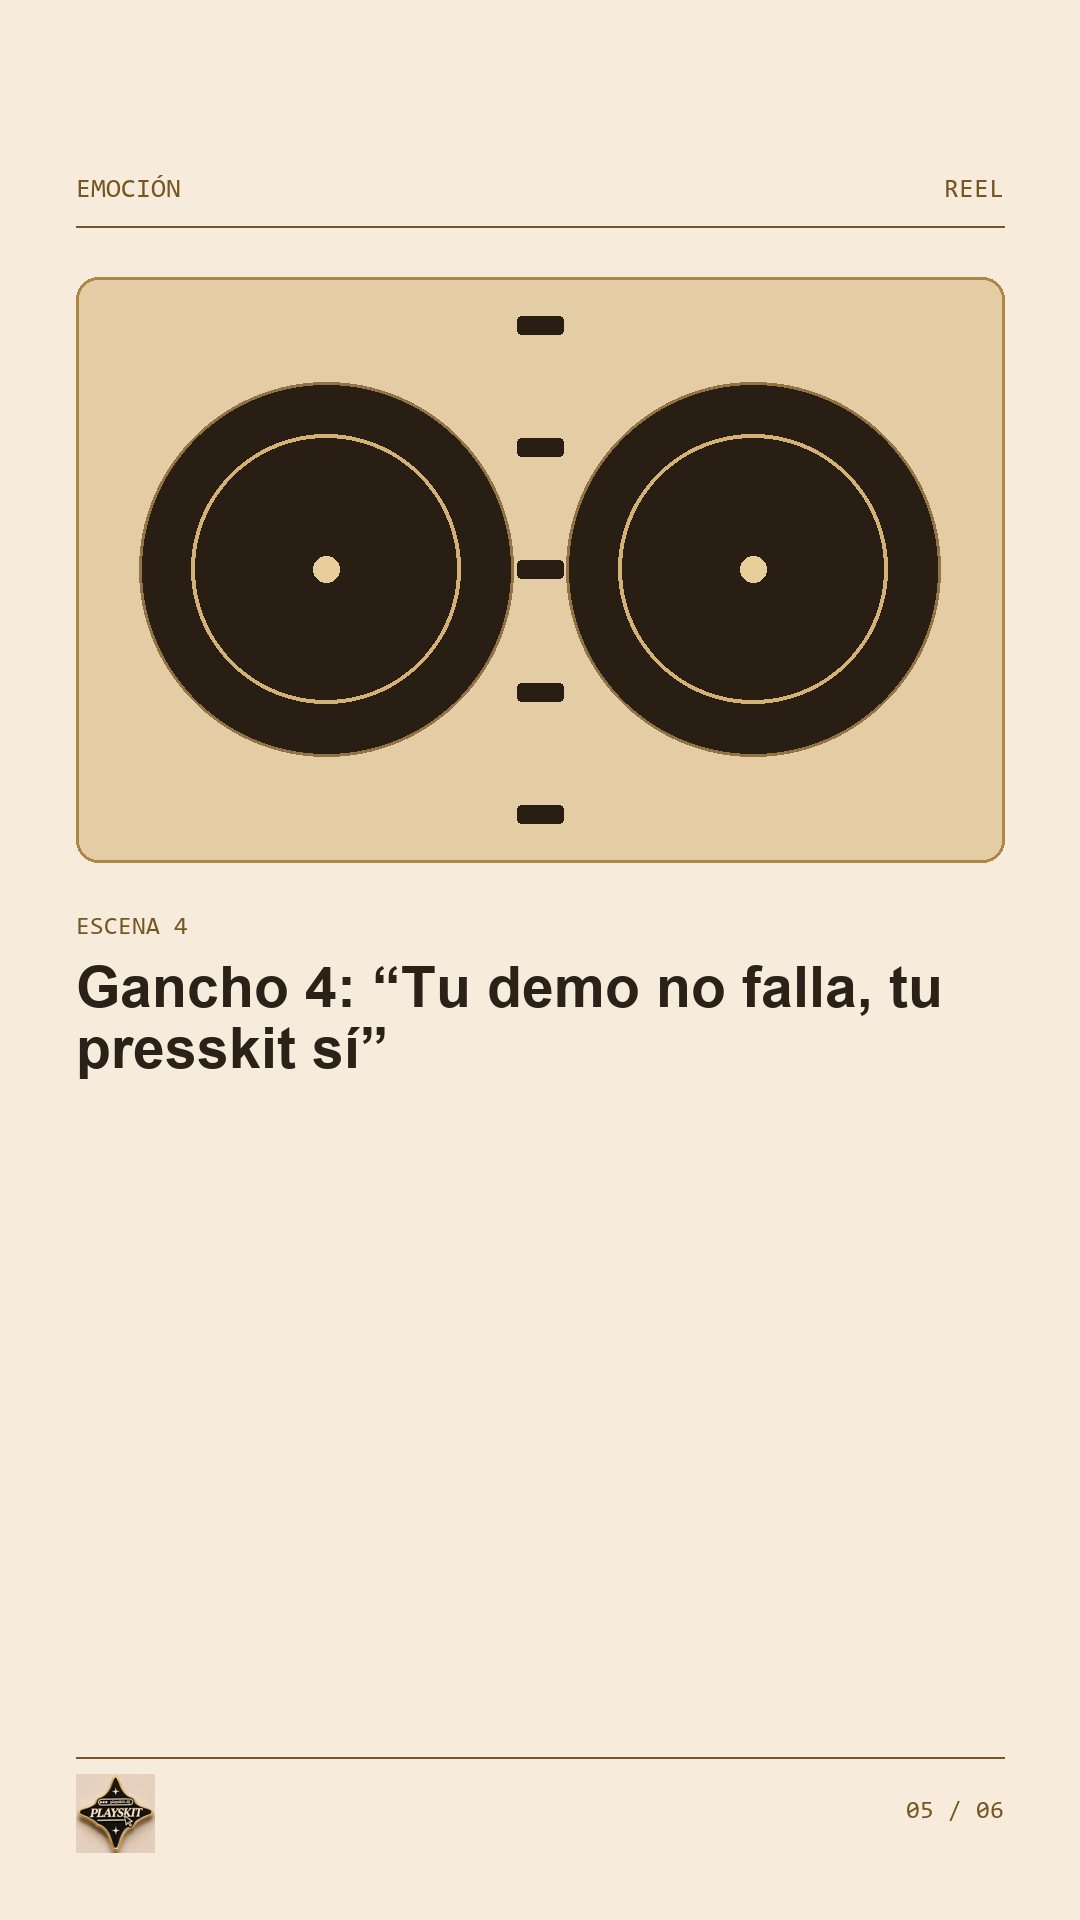 EMOCIÓN
REEL
ESCENA 4
Gancho 4: “Tu demo no falla, tu
presskit sí”
PLAYSKIT
05 / 06